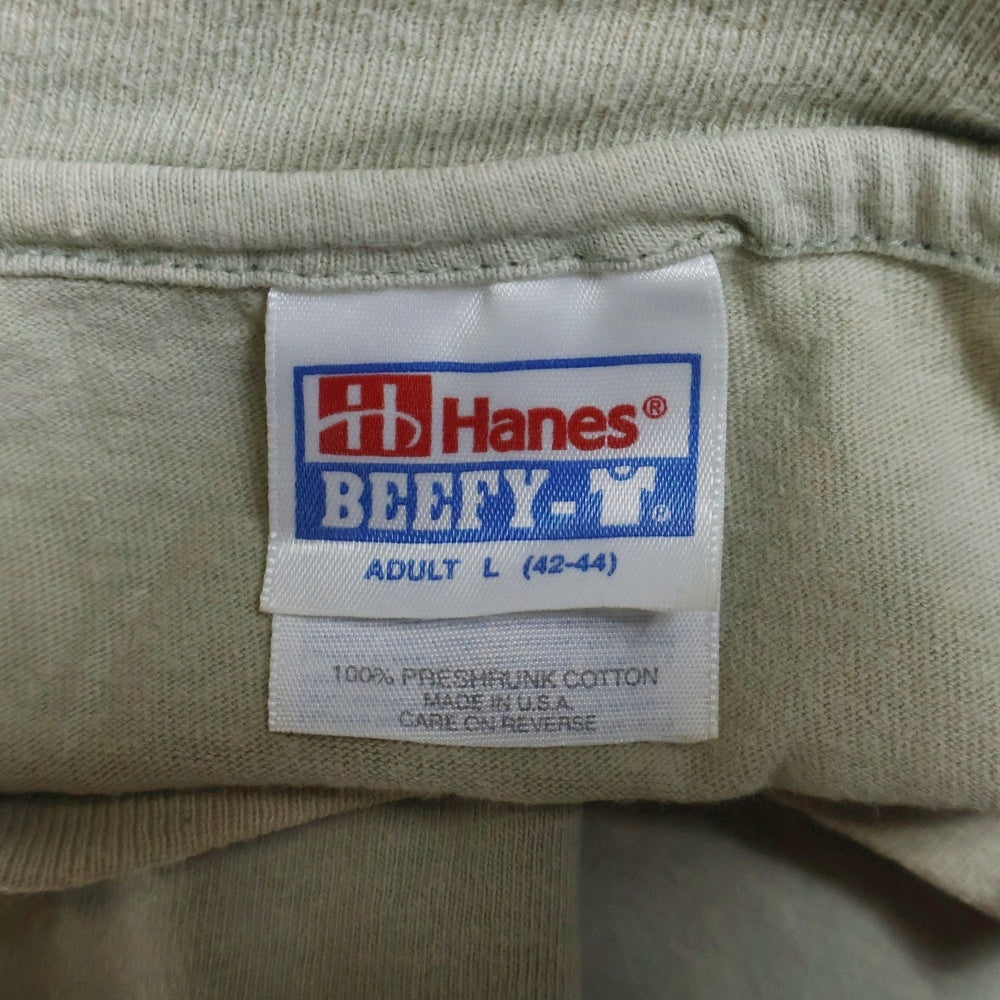 Hanes®
BEEFY-T®
ADULT L (42-44)
100% PRESHRUNK COTTON
MADE IN U.S.A.
CARE ON REVERSE